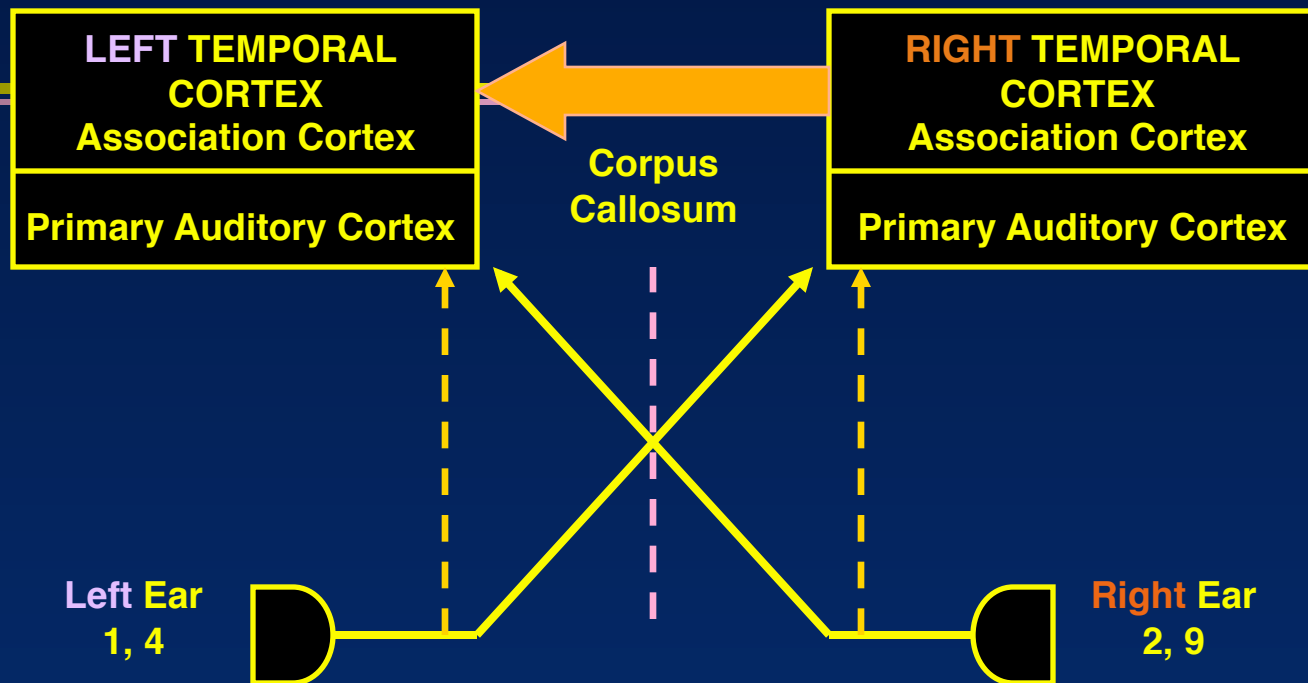 LEFT TEMPORAL
CORTEX
Association Cortex
Primary Auditory Cortex
Corpus
Callosum
RIGHT TEMPORAL
CORTEX
Association Cortex
Primary Auditory Cortex
Left Ear
1, 4
Right Ear
2, 9